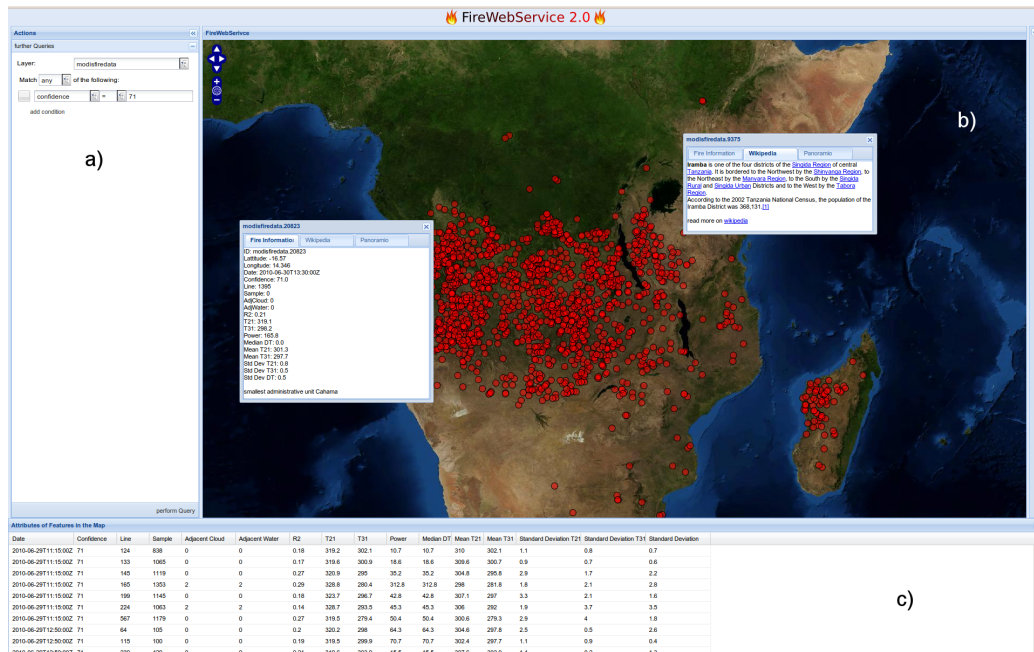 FireWebService 2.0
Actions
further Queries
Layer: modisfiredata
Match any of the following:
confidence = 71
add condition
a)
perform Query
FireWebSerivce
b)
modisfiredata.9375
Fire Information Wikipedia Panoramio
Iramba is one of the four districts of the Singida Region of central
Tanzania. It is bordered to the Northwest by the Shinyanga Region, to
the Northeast by the Manyara Region, to the South by the Singida
Rural and Singida Urban Districts and to the West by the Tabora
Region.
According to the 2002 Tanzania National Census, the population of the
Iramba District was 368,131.[1]
read more on wikipedia
modisfiredata.20823
Fire Information Wikipedia Panoramio
ID: modisfiredata.20823
Lattitude: -16.57
Longitude: 14.346
Date: 2010-06-30T13:30:00Z
Confidence: 71.0
Line: 1395
Sample: 0
AdjCloud: 0
AdjWater: 0
R2: 0.21
T21: 319.1
T31: 298.2
Power: 165.8
Median DT: 0.0
Mean T21: 301.3
Mean T31: 297.7
Std Dev T21: 0.8
Std Dev T31: 0.5
Std Dev DT: 0.5
smallest administrative unit Cahama
Attributes of Features in the Map
Date Confidence Line Sample Adjacent Cloud Adjacent Water R2 T21 T31 Power Median DT Mean T21 Mean T31 Standard Deviation T21 Standard Deviation T31 Standard Deviation
2010-06-29T11:15:00Z 71 124 838 0 0 0.18 319.2 302.1 10.7 10.7 310 302.1 1.1 0.8 0.7
2010-06-29T11:15:00Z 71 133 1065 0 0 0.17 319.6 300.9 18.6 18.6 309.6 300.7 0.9 0.7 0.6
2010-06-29T11:15:00Z 71 145 1119 0 0 0.27 320.9 295 35.2 35.2 304.8 295.8 2.9 1.7 2.2
2010-06-29T11:15:00Z 71 165 1353 2 2 0.29 328.8 280.4 312.8 312.8 298 281.8 1.8 2.1 2.8
2010-06-29T11:15:00Z 71 199 1145 0 0 0.18 323.7 296.7 42.8 42.8 307.1 297 3.3 2.1 1.6
2010-06-29T11:15:00Z 71 224 1063 2 2 0.14 328.7 293.5 45.3 45.3 306 292 1.9 3.7 3.5
2010-06-29T11:15:00Z 71 567 1179 0 0 0.27 319.5 279.4 50.4 50.4 300.6 279.3 2.9 4 1.8
2010-06-29T12:50:00Z 71 64 105 0 0 0.2 320.2 298 64.3 64.3 304.6 297.8 2.5 0.5 2.6
2010-06-29T12:50:00Z 71 115 100 0 0 0.19 319.5 299.9 70.7 70.7 302.4 297.7 1.1 0.9 0.4
c)